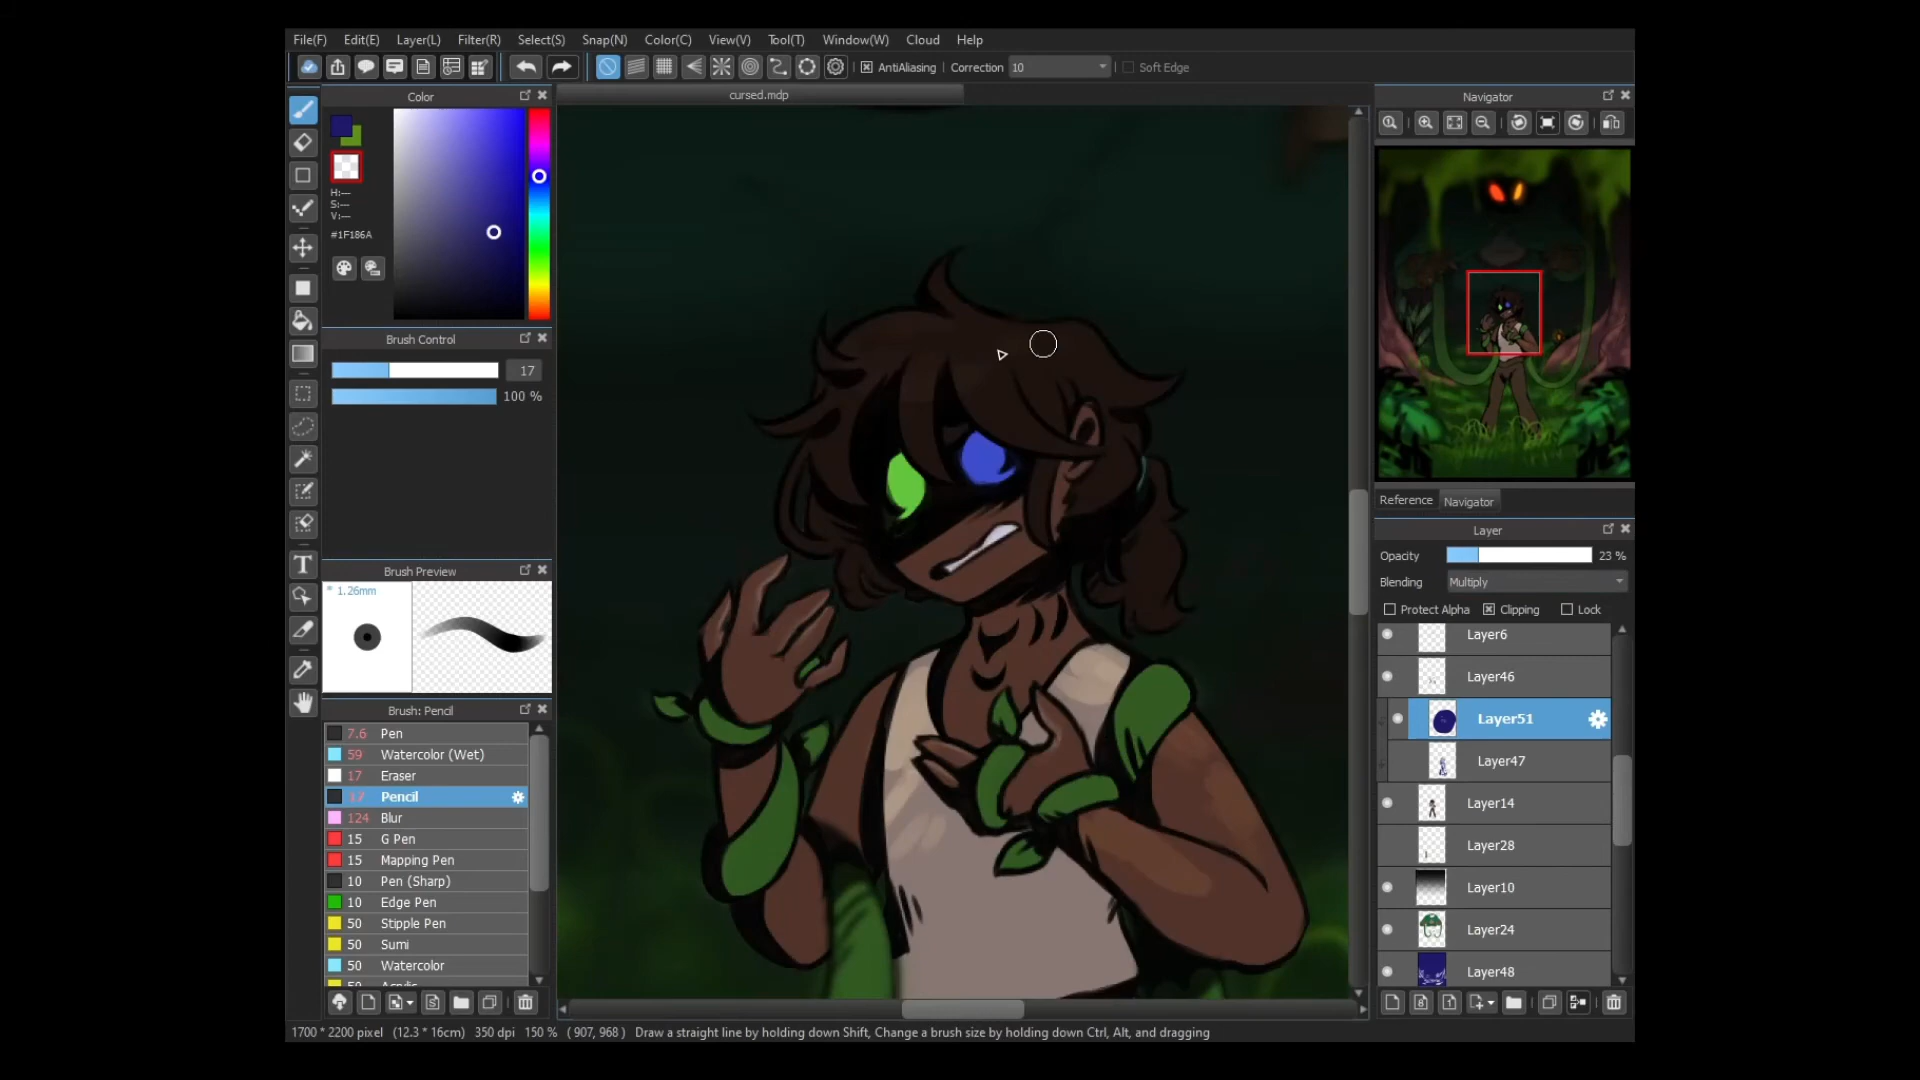 File(F) Edit(E) Layer(L) Filter(R) Select(S) Snap(N) Color(C) View(V) Tool(T) Window(W) Cloud Help
AntiAliasing Correction 10 Soft Edge
Color
cursed.mdp
Navigator
H:---
S:---
V:---
#1F186A
Brush Control
17
100 %
Brush Preview
* 1.26mm
Brush: Pencil
7.6 Pen
59 Watercolor (Wet)
17 Eraser
17 Pencil
124 Blur
15 G Pen
15 Mapping Pen
10 Pen (Sharp)
10 Edge Pen
50 Stipple Pen
50 Sumi
50 Watercolor
50 Acrylic
Reference Navigator
Layer
Opacity 23 %
Blending Multiply
Protect Alpha Clipping Lock
Layer6
Layer46
Layer51
Layer47
Layer14
Layer28
Layer10
Layer24
Layer48
1700 * 2200 pixel (12.3 * 16cm) 350 dpi 150 % ( 907, 968 ) Draw a straight line by holding down Shift, Change a brush size by holding down Ctrl, Alt, and dragging